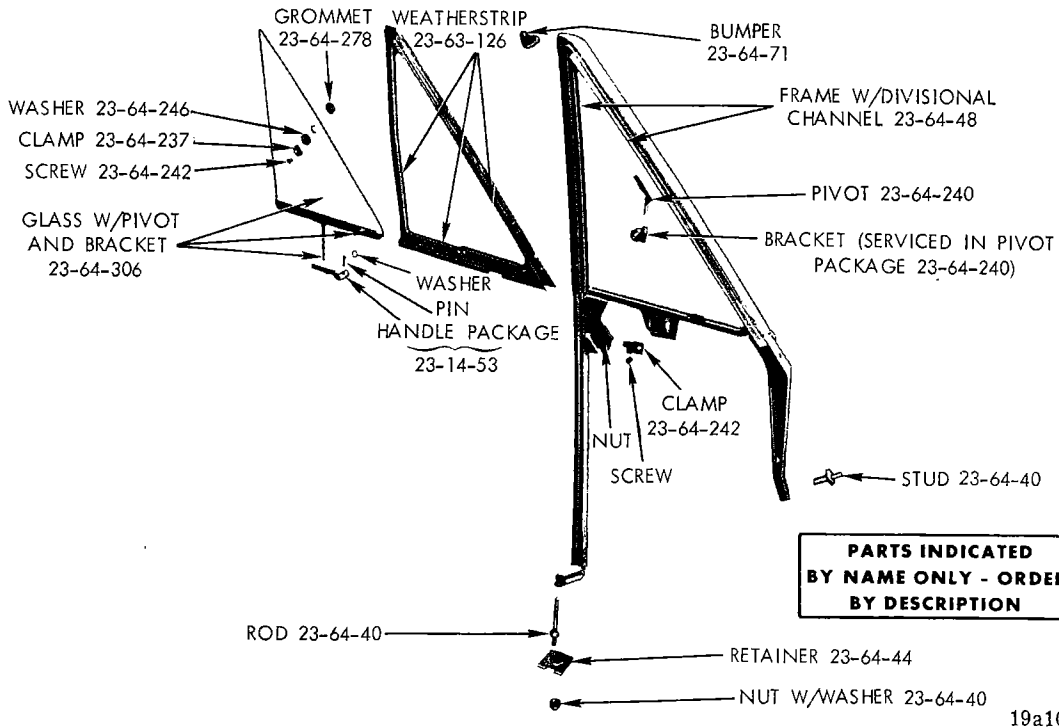 GROMMET
23-64-278
WEATHERSTRIP
23-63-126
BUMPER
23-64-71
WASHER 23-64-246
CLAMP 23-64-237
SCREW 23-64-242
FRAME W/DIVISIONAL
CHANNEL 23-64-48
GLASS W/PIVOT
AND BRACKET
23-64-306
PIVOT 23-64-240
BRACKET (SERVICED IN PIVOT
PACKAGE 23-64-240)
WASHER
PIN
HANDLE PACKAGE
23-14-53
CLAMP
23-64-242
NUT
SCREW
STUD 23-64-40
PARTS INDICATED
BY NAME ONLY - ORDER
BY DESCRIPTION
ROD 23-64-40
RETAINER 23-64-44
NUT W/WASHER 23-64-40